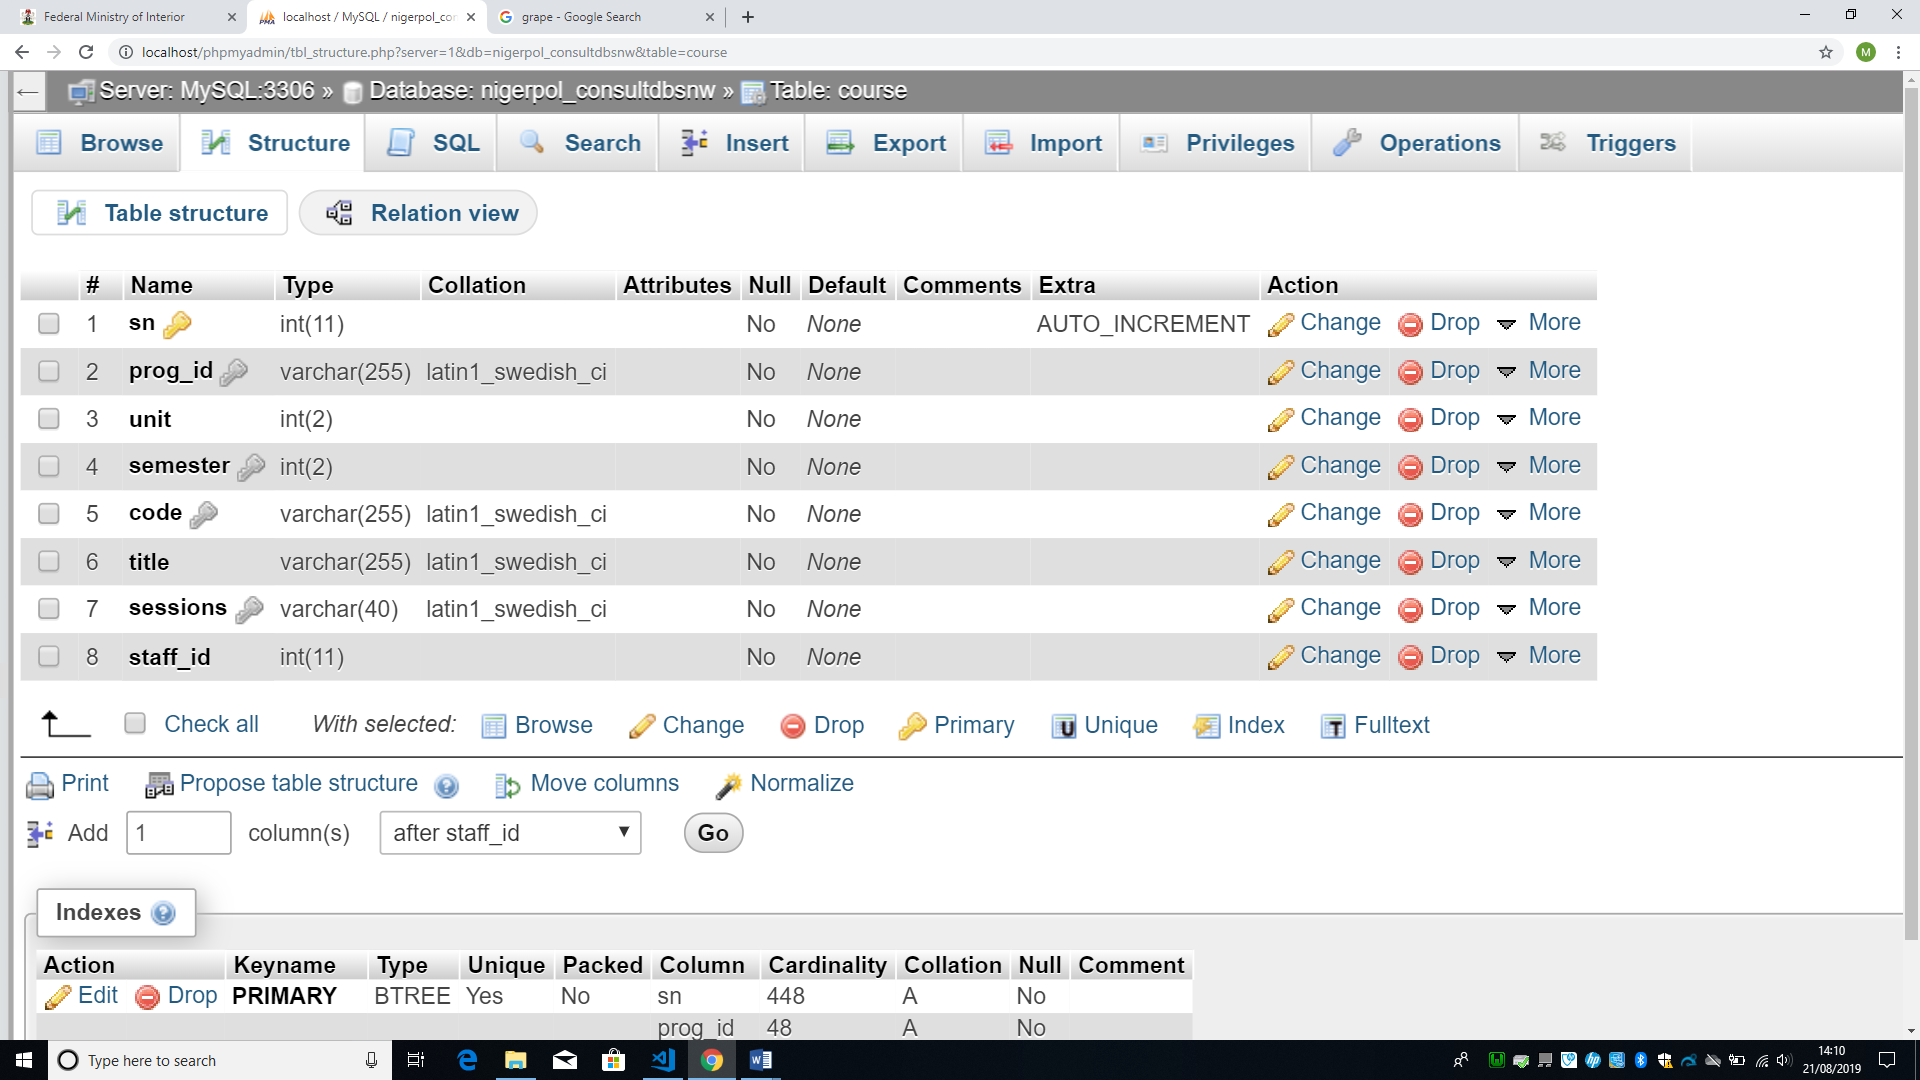 Federal Ministry of Interior
localhost / MySQL / nigerpol_con
grape - Google Search
localhost/phpmyadmin/tbl_structure.php?server=1&db=nigerpol_consultdbsnw&table=course
M
Server: MySQL:3306 » Database: nigerpol_consultdbsnw » Table: course
Browse Structure SQL Search Insert Export Import Privileges Operations Triggers
Table structure Relation view
# Name Type Collation Attributes Null Default Comments Extra Action
1 sn int(11) No None AUTO_INCREMENT Change Drop More
2 prog_id varchar(255) latin1_swedish_ci No None Change Drop More
3 unit int(2) No None Change Drop More
4 semester int(2) No None Change Drop More
5 code varchar(255) latin1_swedish_ci No None Change Drop More
6 title varchar(255) latin1_swedish_ci No None Change Drop More
7 sessions varchar(40) latin1_swedish_ci No None Change Drop More
8 staff_id int(11) No None Change Drop More
Check all With selected: Browse Change Drop Primary Unique Index Fulltext
Print Propose table structure Move columns Normalize
Add 1 column(s) after staff_id Go
Indexes
Action Keyname Type Unique Packed Column Cardinality Collation Null Comment
Edit Drop PRIMARY BTREE Yes No sn 448 A No
prog_id 48 A No
Type here to search
14:10
21/08/2019